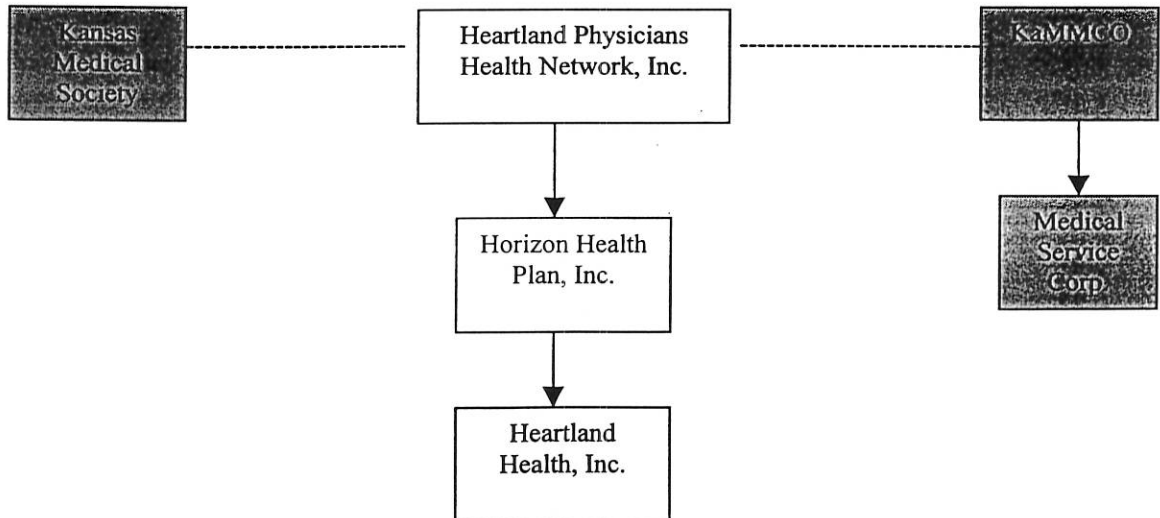 Kansas
Medical
Society
Heartland Physicians
Health Network, Inc.
KaMMCO
Medical
Service
Corp.
Horizon Health
Plan, Inc.
Heartland
Health, Inc.